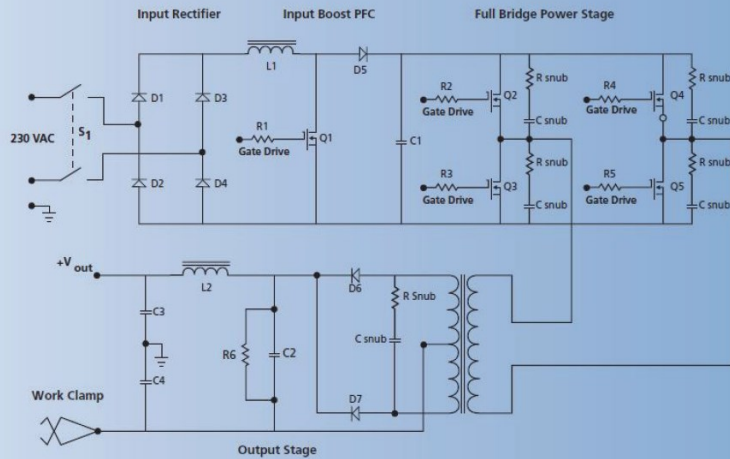 Input Rectifier
Input Boost PFC
Full Bridge Power Stage
L1
D5
D1
D3
R2
Q2
R snub
R4
Q4
R snub
Gate Drive
C snub
Gate Drive
C snub
230 VAC
S1
R1
Q1
Gate Drive
C1
R snub
R snub
D2
D4
R3
Q3
R5
Q5
Gate Drive
C snub
Gate Drive
C snub
+V out
L2
D6
R Snub
C3
C snub
R6
C2
C4
Work Clamp
D7
Output Stage